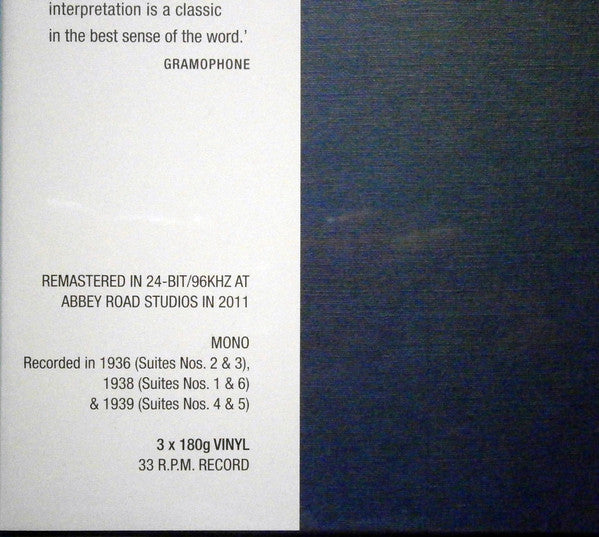 interpretation is a classic
in the best sense of the word.’
GRAMOPHONE
REMASTERED IN 24-BIT/96KHZ AT
ABBEY ROAD STUDIOS IN 2011
MONO
Recorded in 1936 (Suites Nos. 2 & 3),
1938 (Suites Nos. 1 & 6)
& 1939 (Suites Nos. 4 & 5)
3 x 180g VINYL
33 R.P.M. RECORD